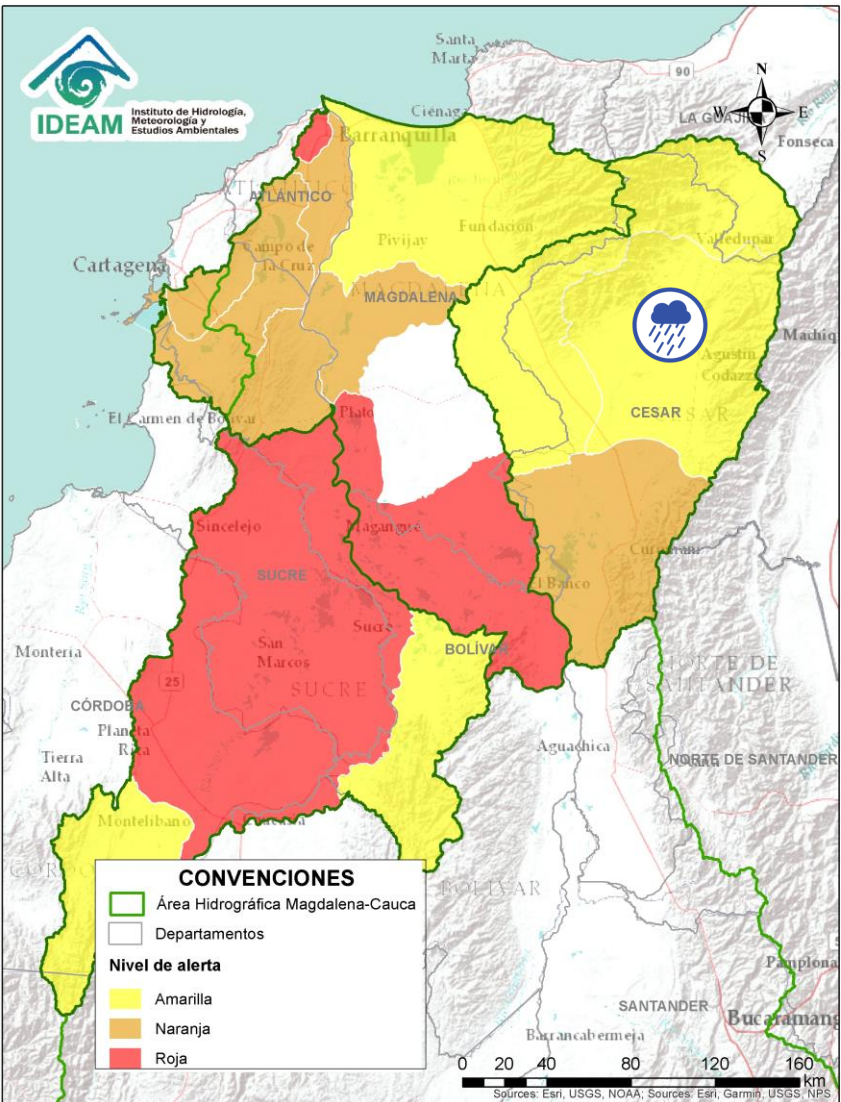 IDEAM
Instituto de Hidrología,
Meteorología y
Estudios Ambientales
Santa
Marta
90
N
W
E
S
Ciénaga
LA GUAJIRA
Fonseca
Barranquilla
ATLÁNTICO
Fundación
Pivijay
Campo de
la Cruz
Valledupar
Cartagena
MAGDALENA
Agustín
Codazzi
El Carmen de Bolívar
Plato
CESAR
Sincelejo
Magangué
SUCRE
El Banco
Sucre
Montería
San
Marcos
BOLÍVAR
SUCRE
NORTE DE
SANTANDER
25
CÓRDOBA
Planeta
Rica
Tierra
Alta
Aguachica
NORTE DE SANTANDER
Montelíbano
CONVENCIONES
Área Hidrográfica Magdalena-Cauca
Departamentos
Nivel de alerta
Amarilla
Naranja
Roja
BOLÍVAR
Pamplona
SANTANDER
Bucaramang
Barrancabermeja
0 20 40 80 120 160
km
Sources: Esri, USGS, NOAA; Sources: Esri, Garmin, USGS, NPS